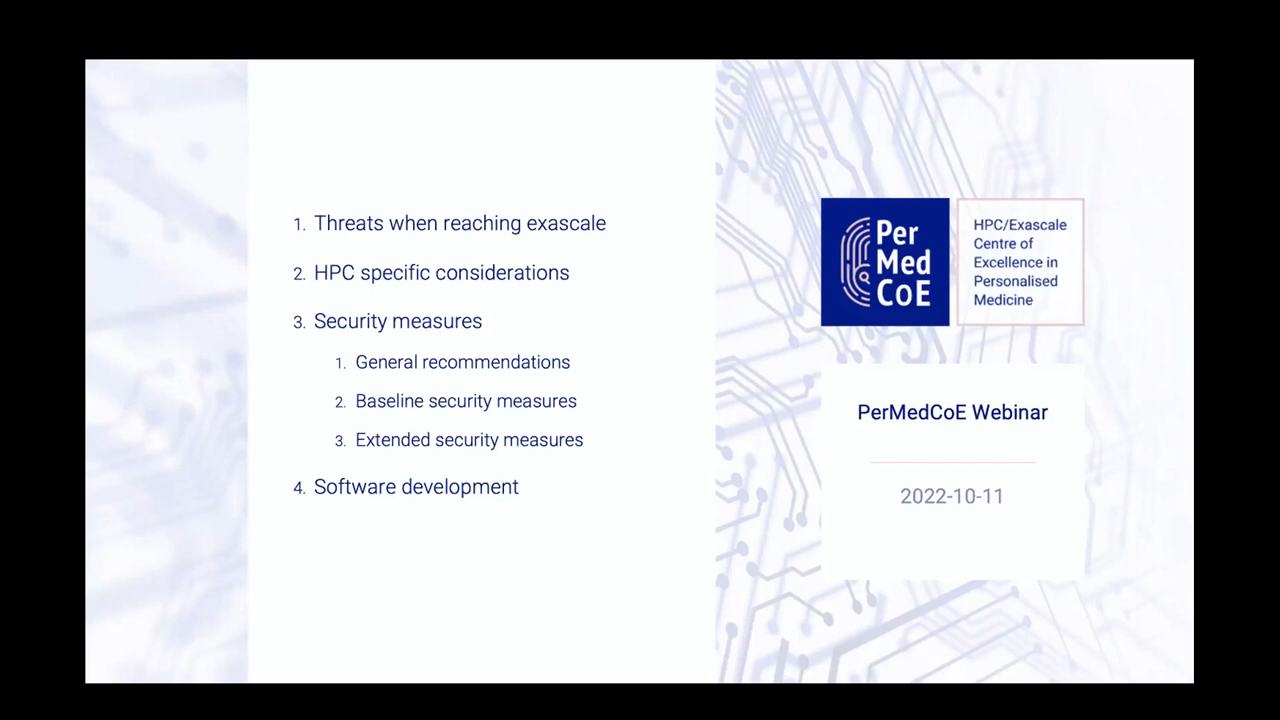 1. Threats when reaching exascale
2. HPC specific considerations
3. Security measures
1. General recommendations
2. Baseline security measures
3. Extended security measures
4. Software development
Per
Med
CoE
HPC/Exascale
Centre of
Excellence in
Personalised
Medicine
PerMedCoE Webinar
2022-10-11